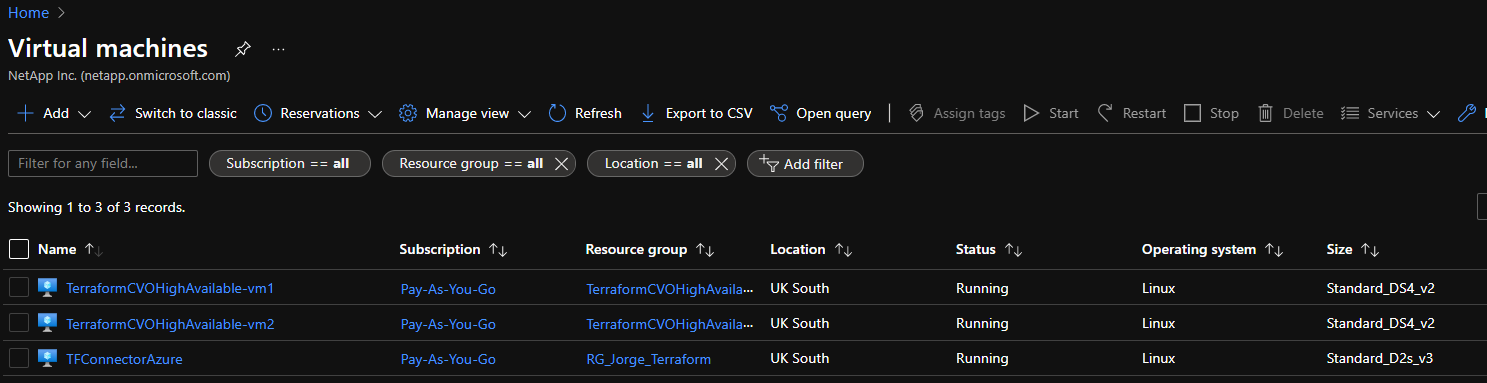 Home >
Virtual machines ...
NetApp Inc. (netapp.onmicrosoft.com)
Add Switch to classic Reservations Manage view Refresh Export to CSV Open query Assign tags Start Restart Stop Delete Services
Filter for any field... Subscription == all Resource group == all Location == all Add filter
Showing 1 to 3 of 3 records.
Name Subscription Resource group Location Status Operating system Size
TerraformCVOHighAvailable-vm1 Pay-As-You-Go TerraformCVOHighAvaila... UK South Running Linux Standard_DS4_v2
TerraformCVOHighAvailable-vm2 Pay-As-You-Go TerraformCVOHighAvaila... UK South Running Linux Standard_DS4_v2
TFConnectorAzure Pay-As-You-Go RG_Jorge_Terraform UK South Running Linux Standard_D2s_v3